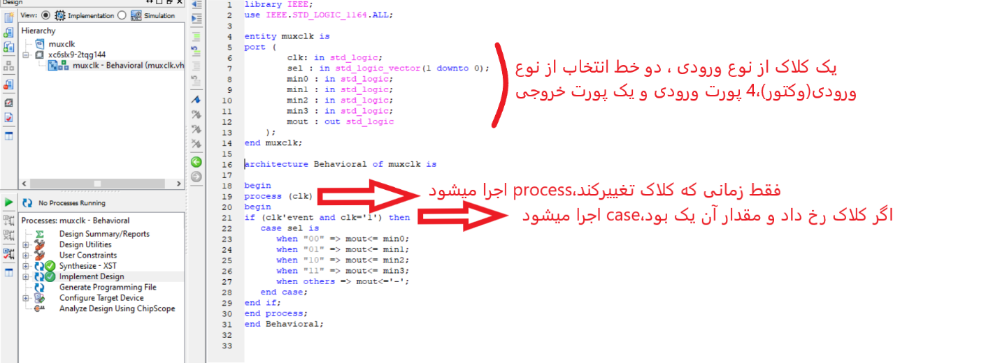 Design
View: Implementation Simulation
Hierarchy
muxclk
xc6slx9-2tqg144
muxclk - Behavioral (muxclk.vh
No Processes Running
Processes: muxclk - Behavioral
Design Summary/Reports
Design Utilities
User Constraints
Synthesize - XST
Implement Design
Generate Programming File
Configure Target Device
Analyze Design Using ChipScope
1 library IEEE;
2 use IEEE.STD_LOGIC_1164.ALL;
3
4 entity muxclk is
5 port (
6 clk: in std_logic;
7 sel : in std_logic_vector(1 downto 0);
8 min0 : in std_logic;
9 min1 : in std_logic;
10 min2 : in std_logic;
11 min3 : in std_logic;
12 mout : out std_logic
13 );
14 end muxclk;
15
16 architecture Behavioral of muxclk is
17
18 begin
19 process (clk)
20 begin
21 if (clk'event and clk='1') then
22 case sel is
23 when "00" => mout<= min0;
24 when "01" => mout<= min1;
25 when "10" => mout<= min2;
26 when "11" => mout<= min3;
27 when others => mout<='-';
28 end case;
29 end if;
30 end process;
31 end Behavioral;
32
33
یک کلاک از نوع ورودی ، دو خط انتخاب از نوع
ورودی(وکتور)،4 پورت ورودی و یک پورت خروجی
فقط زمانی که کلاک تغییرکند،process اجرا میشود
اگر کلاک رخ داد و مقدار آن یک بود،case اجرا میشود